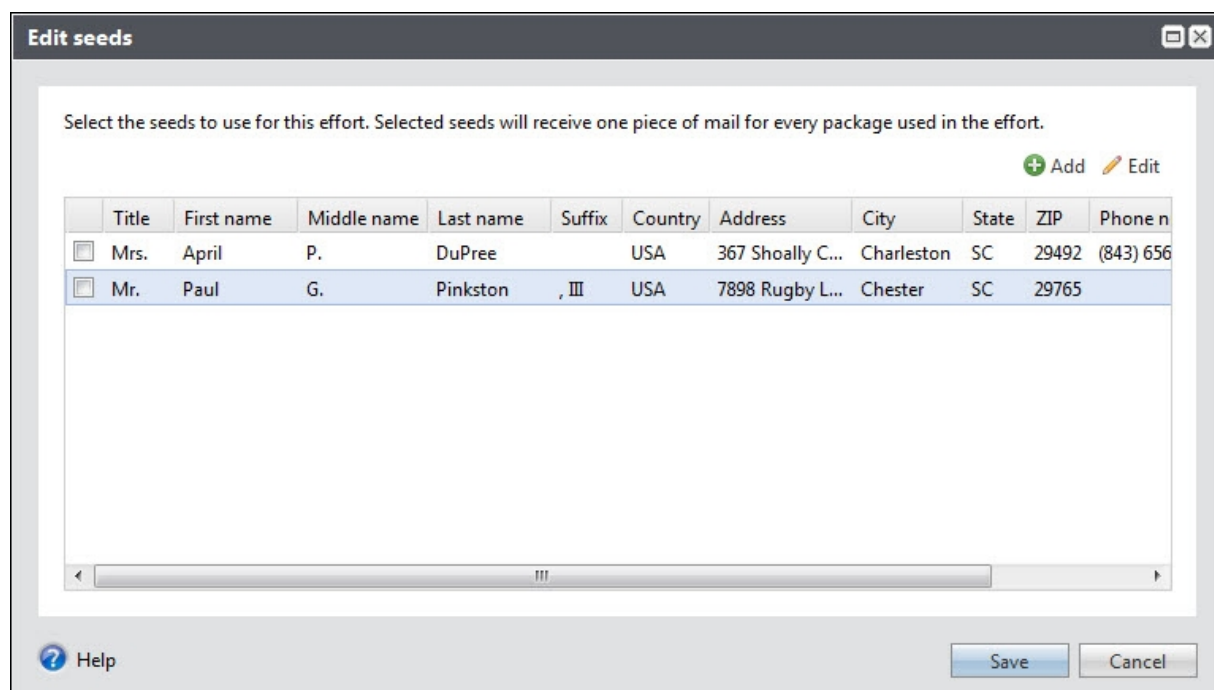 Edit seeds
Select the seeds to use for this effort. Selected seeds will receive one piece of mail for every package used in the effort.
Add Edit
Title First name Middle name Last name Suffix Country Address City State ZIP Phone n
Mrs. April P. DuPree USA 367 Shoally C... Charleston SC 29492 (843) 656
Mr. Paul G. Pinkston , III USA 7898 Rugby L... Chester SC 29765
Help Save Cancel